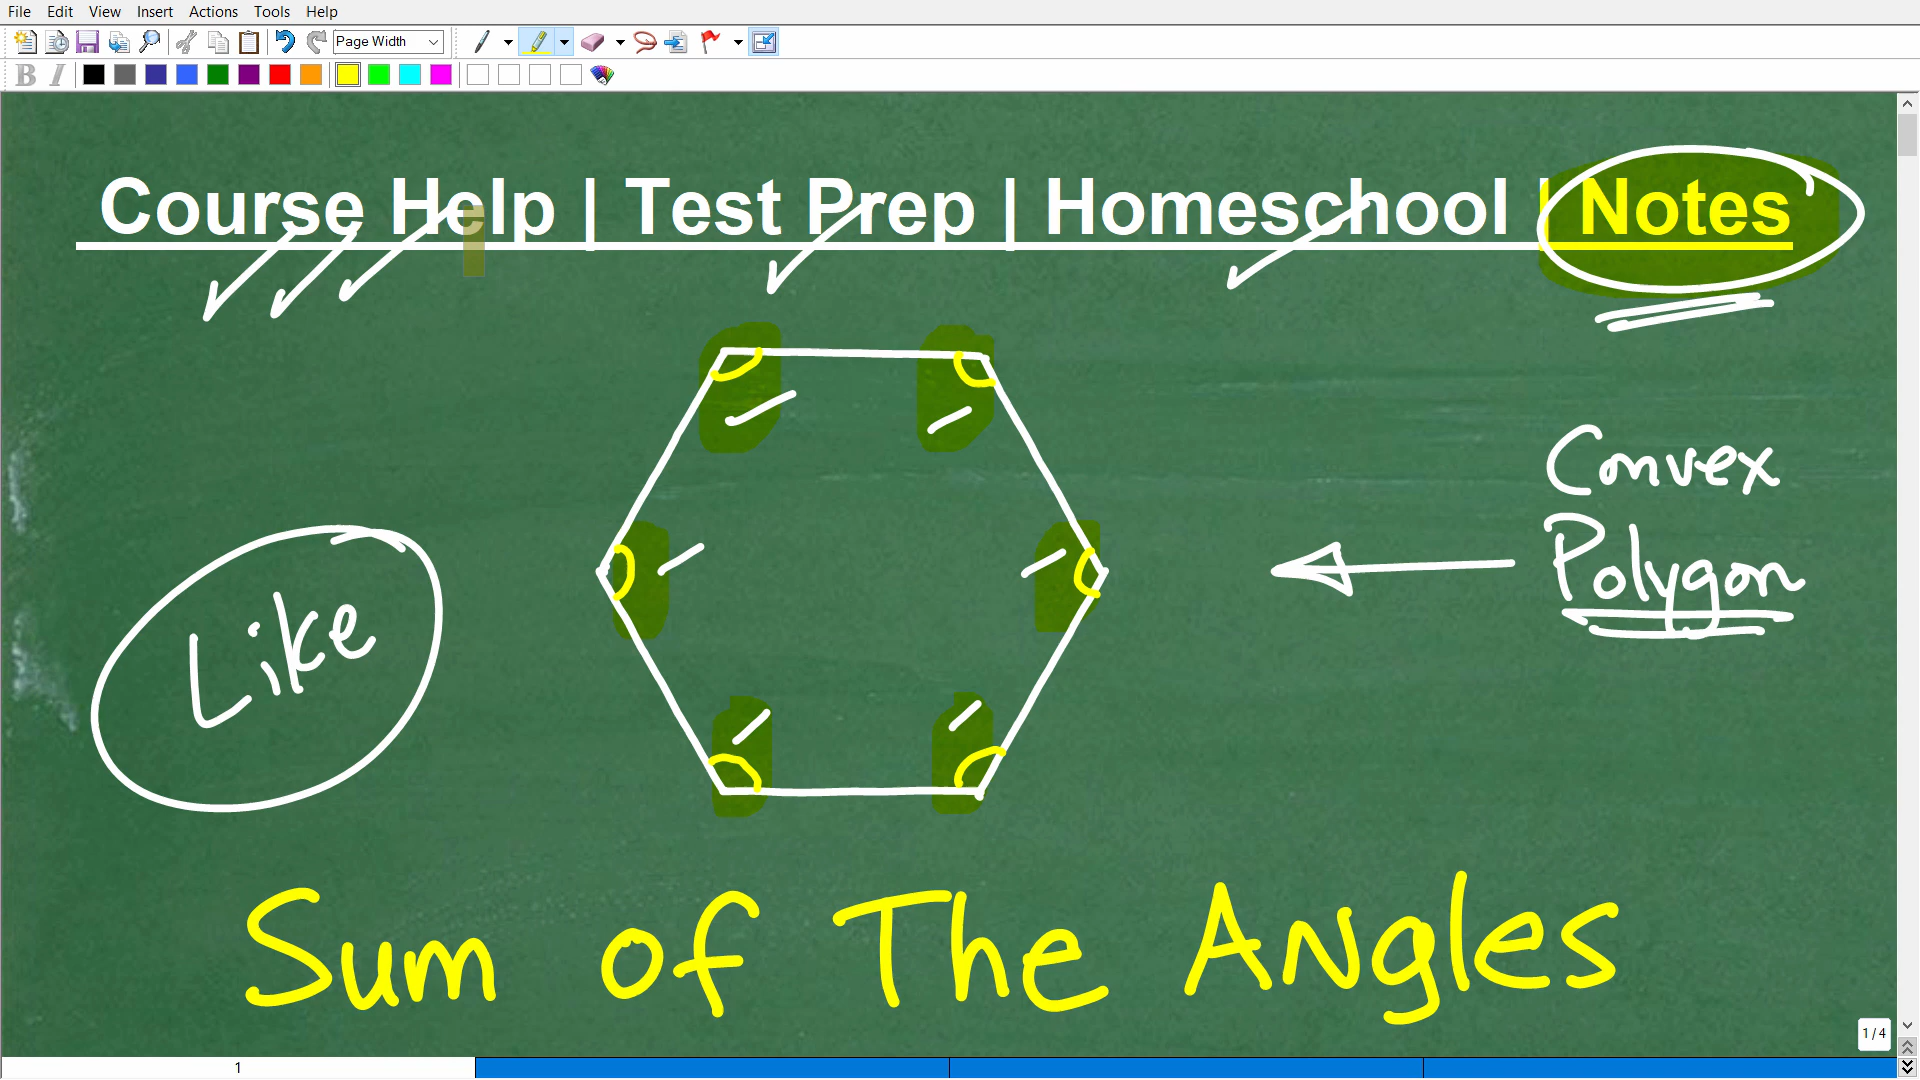 File Edit View Insert Actions Tools Help
Page Width
B I
Course Help | Test Prep | Homeschool | Notes
Convex
Polygon
Like
Sum of The Angles
1 / 4
1